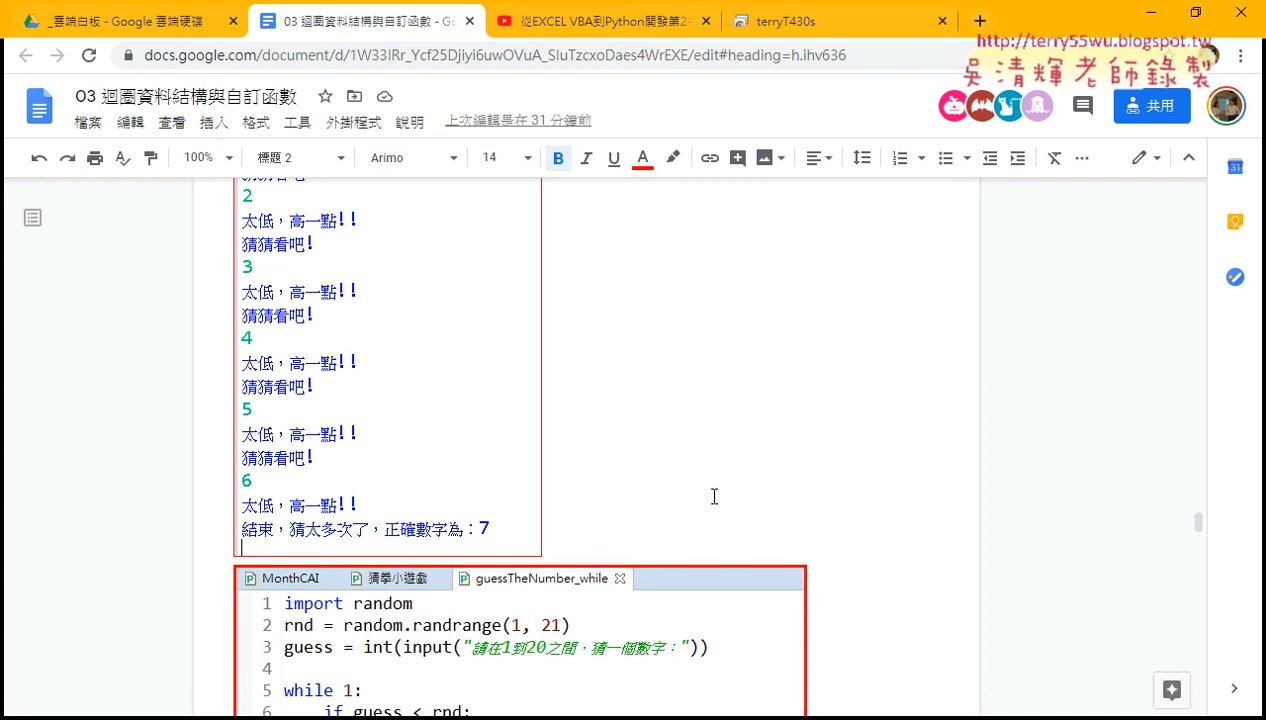 _雲端白板 - Google 雲端硬碟
03 迴圈資料結構與自訂函數 - Go
從EXCEL VBA到Python開發第2
terryT430s
docs.google.com/document/d/1W33IRr_Ycf25Djiyi6uwOVuA_SIuTzcxoDaes4WrEXE/edit#heading=h.ihv636
http://terry55wu.blogspot.tw
吳清輝老師錄製
03 迴圈資料結構與自訂函數
檔案 編輯 查看 插入 格式 工具 外掛程式 說明 上次編輯是在 31 分鐘前
共用
100% 標題 2 Arimo 14 B I U A
31
猜猜看吧!
2
太低，高一點!!
猜猜看吧!
3
太低，高一點!!
猜猜看吧!
4
太低，高一點!!
猜猜看吧!
5
太低，高一點!!
猜猜看吧!
6
太低，高一點!!
結束，猜太多次了，正確數字為：7
MonthCAI 猜拳小遊戲 guessTheNumber_while
1 import random
2 rnd = random.randrange(1, 21)
3 guess = int(input("請在1到20之間，猜一個數字："))
4
5 while 1:
6 if guess < rnd: